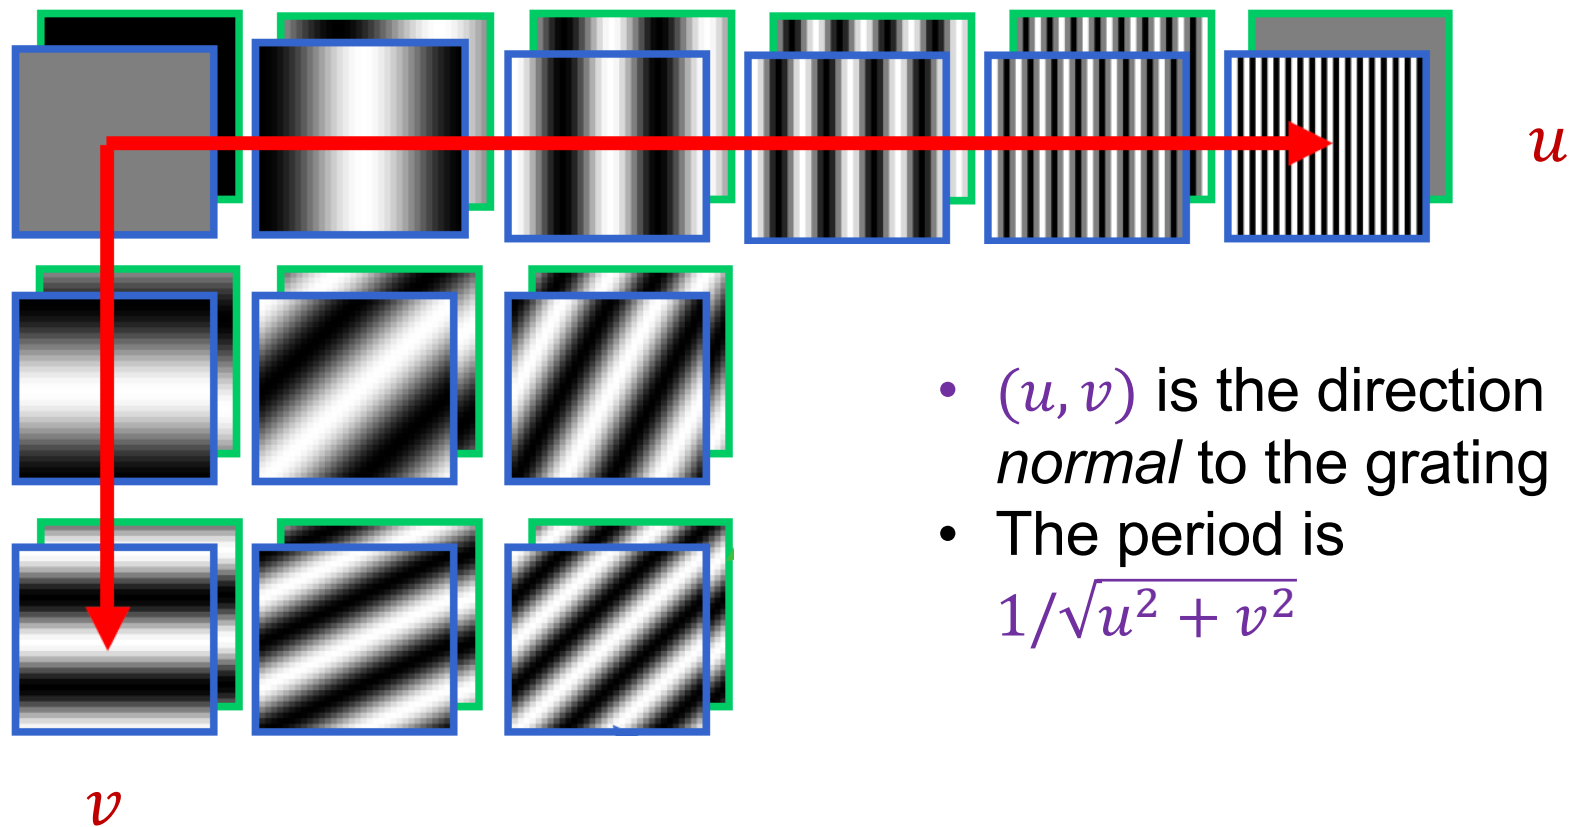 u
• (u, v) is the direction
normal to the grating
• The period is
1/√u² + v²
v